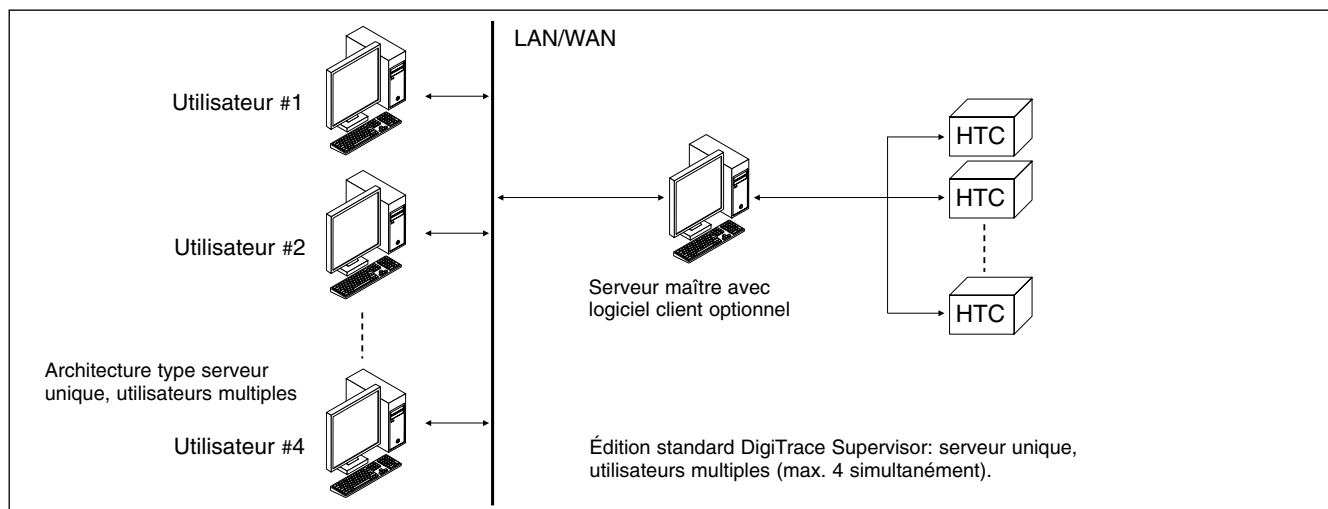 LAN/WAN
Utilisateur #1
HTC
HTC
Utilisateur #2
Serveur maître avec
logiciel client optionnel
HTC
Architecture type serveur
unique, utilisateurs multiples
Utilisateur #4
Édition standard DigiTrace Supervisor: serveur unique,
utilisateurs multiples (max. 4 simultanément).